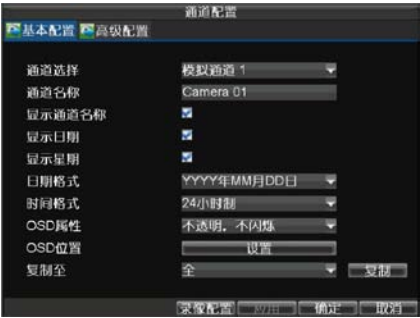 通道配置
基本配置 高级配置
通道选择 模拟通道 1
通道名称 Camera 01
显示通道名称
显示日期
显示星期
日期格式 YYYY年MM月DD日
时间格式 24小时制
OSD属性 不透明，不闪烁
OSD位置 设置
复制至 全 复制
录像配置 应用 确定 取消